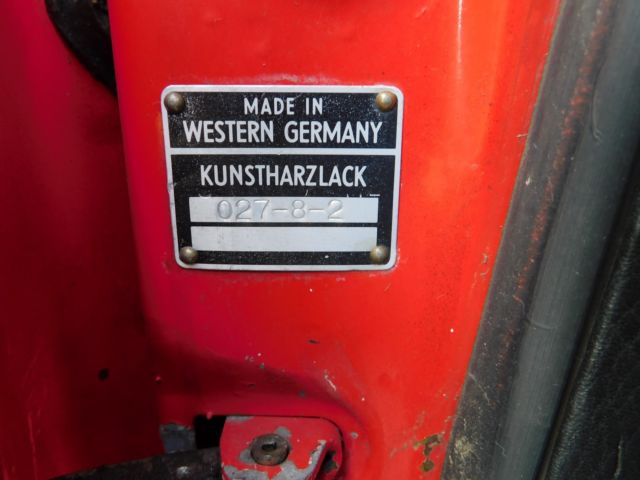 MADE IN
WESTERN GERMANY
KUNSTHARZLACK
027-8-2